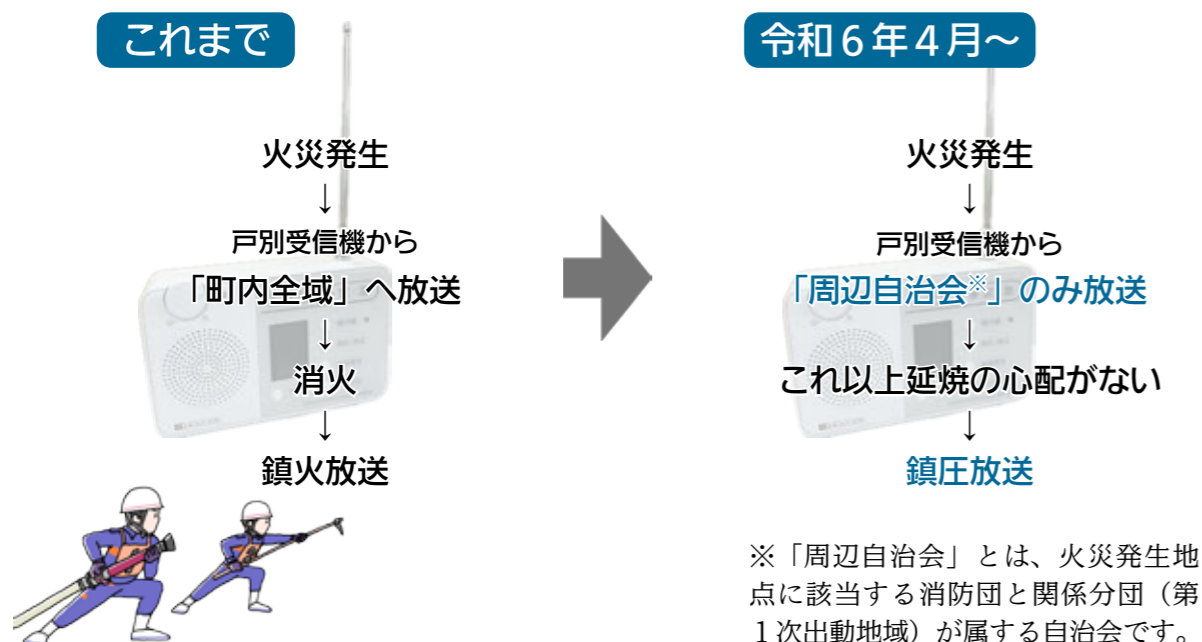 これまで
火災発生
↓
戸別受信機から
「町内全域」へ放送
↓
消火
↓
鎮火放送
令和６年４月～
火災発生
↓
戸別受信機から
「周辺自治会※」のみ放送
↓
これ以上延焼の心配がない
↓
鎮圧放送
※「周辺自治会」とは、火災発生地
点に該当する消防団と関係分団（第
１次出動地域）が属する自治会です。